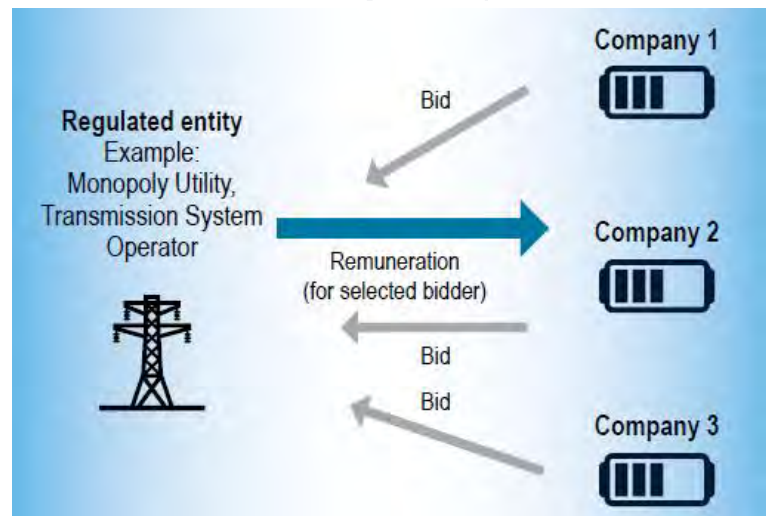 Regulated entity
Example:
Monopoly Utility,
Transmission System
Operator
Company 1
Bid
Company 2
Remuneration
(for selected bidder)
Bid
Bid
Company 3